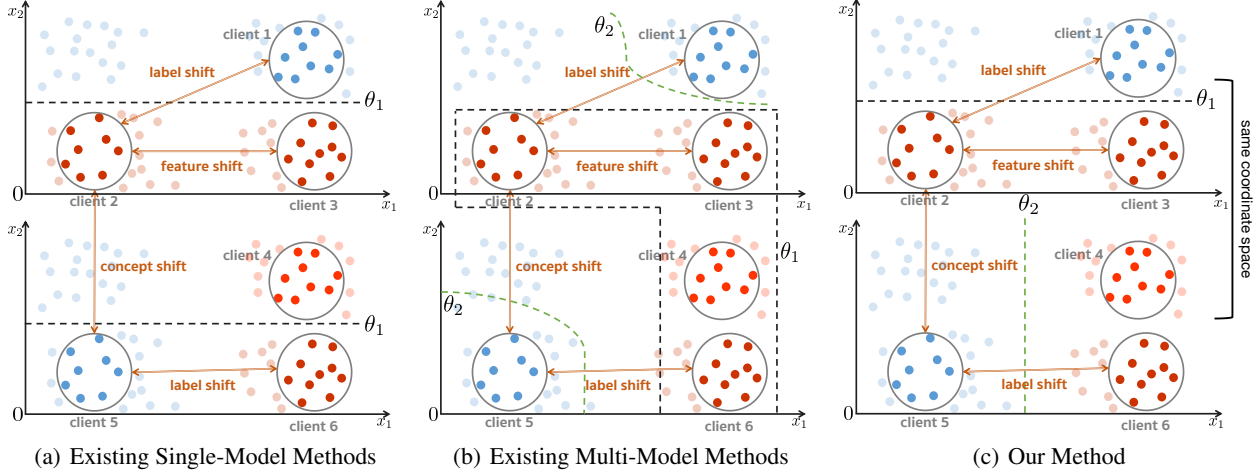 x₂
client 1
label shift
θ₁
feature shift
0
client 2
client 3
x₁
x₂
client 4
concept shift
θ₁
label shift
0
client 5
client 6
x₁
(a) Existing Single-Model Methods
x₂
θ₂
client 1
label shift
feature shift
0
client 2
client 3
x₁
x₂
client 4
θ₁
concept shift
θ₂
label shift
0
client 5
client 6
x₁
(b) Existing Multi-Model Methods
x₂
client 1
label shift
θ₁
feature shift
0
client 2
client 3
x₁
same coordinate space
x₂
θ₂
client 4
concept shift
label shift
0
client 5
client 6
x₁
(c) Our Method